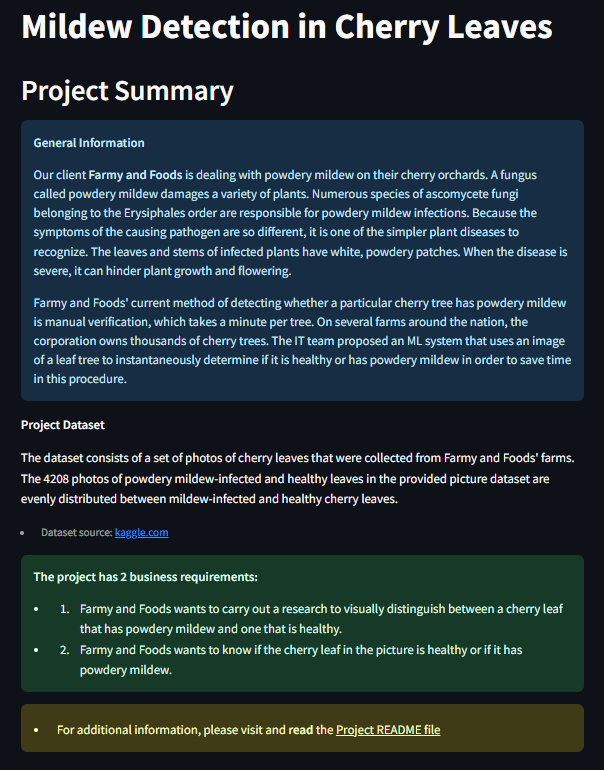 Mildew Detection in Cherry Leaves
Project Summary
General Information
Our client Farmy and Foods is dealing with powdery mildew on their cherry orchards. A fungus
called powdery mildew damages a variety of plants. Numerous species of ascomycete fungi
belonging to the Erysiphales order are responsible for powdery mildew infections. Because the
symptoms of the causing pathogen are so different, it is one of the simpler plant diseases to
recognize. The leaves and stems of infected plants have white, powdery patches. When the disease is
severe, it can hinder plant growth and flowering.
Farmy and Foods' current method of detecting whether a particular cherry tree has powdery mildew
is manual verification, which takes a minute per tree. On several farms around the nation, the
corporation owns thousands of cherry trees. The IT team proposed an ML system that uses an image
of a leaf tree to instantaneously determine if it is healthy or has powdery mildew in order to save time
in this procedure.
Project Dataset
The dataset consists of a set of photos of cherry leaves that were collected from Farmy and Foods' farms.
The 4208 photos of powdery mildew-infected and healthy leaves in the provided picture dataset are
evenly distributed between mildew-infected and healthy cherry leaves.
• Dataset source: kaggle.com
The project has 2 business requirements:
• 1. Farmy and Foods wants to carry out a research to visually distinguish between a cherry leaf
that has powdery mildew and one that is healthy.
• 2. Farmy and Foods wants to know if the cherry leaf in the picture is healthy or if it has
powdery mildew.
• For additional information, please visit and read the Project README file